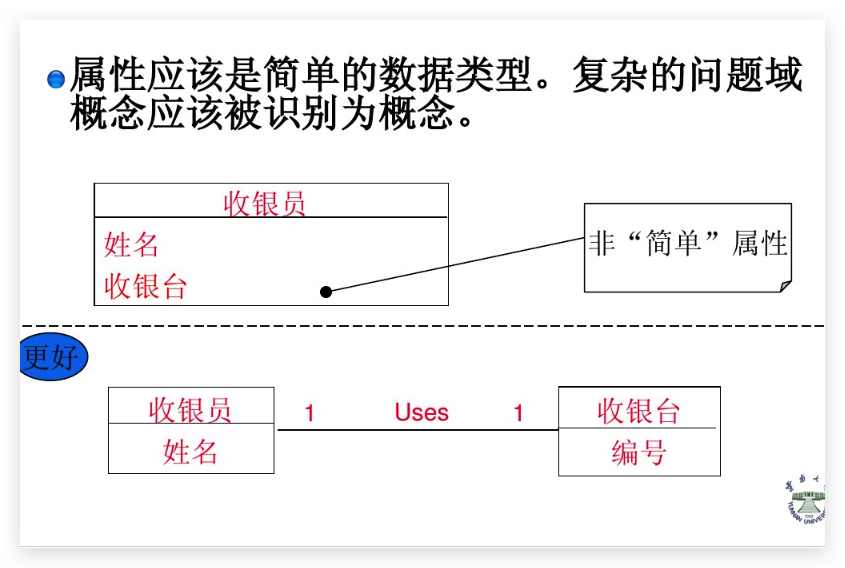 属性应该是简单的数据类型。复杂的问题域
概念应该被识别为概念。
收银员
姓名
收银台
非“简单”属性
更好
收银员
姓名
1
Uses
1
收银台
编号